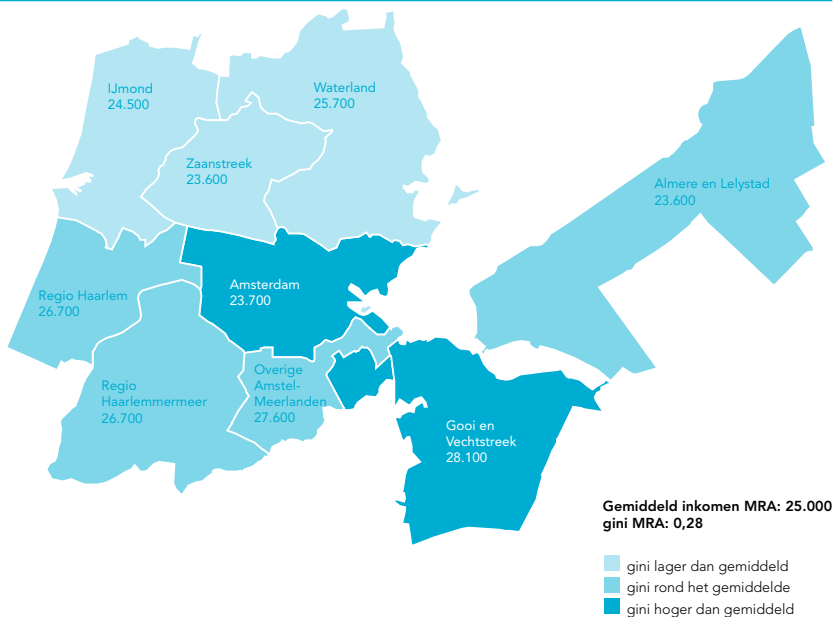 IJmond
24.500
Waterland
25.700
Zaanstreek
23.600
Almere en Lelystad
23.600
Amsterdam
23.700
Regio Haarlem
26.700
Regio
Haarlemmermeer
26.700
Overige
Amstel-
Meerlanden
27.600
Gooi en
Vechtstreek
28.100
Gemiddeld inkomen MRA: 25.000
gini MRA: 0,28
gini lager dan gemiddeld
gini rond het gemiddelde
gini hoger dan gemiddeld